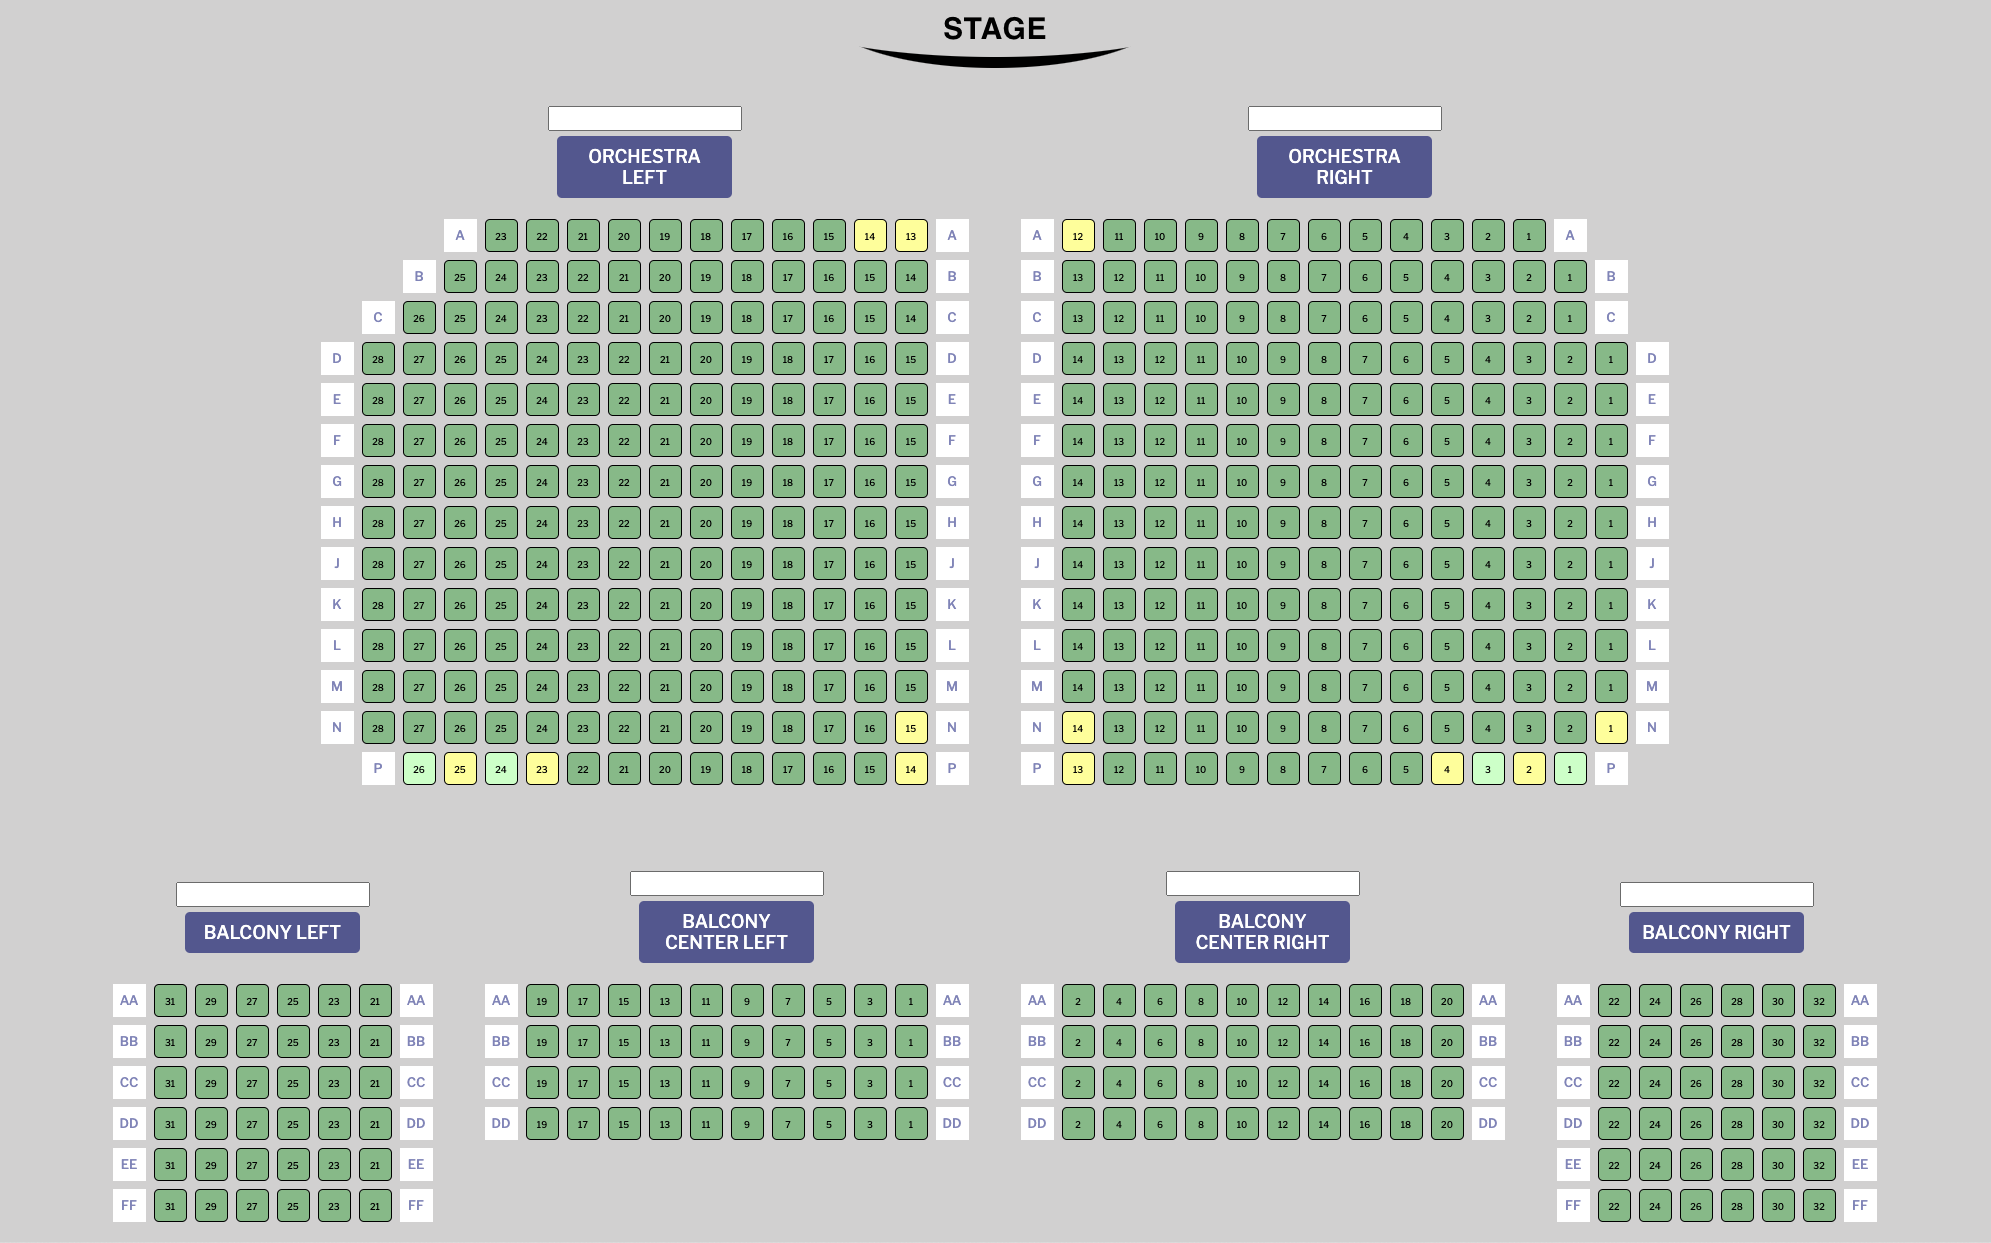 STAGE
ORCHESTRA
LEFT
ORCHESTRA
RIGHT
A 23 22 21 20 19 18 17 16 15 14 13 A A 12 11 10 9 8 7 6 5 4 3 2 1 A
B 25 24 23 22 21 20 19 18 17 16 15 14 B B 13 12 11 10 9 8 7 6 5 4 3 2 1 B
C 26 25 24 23 22 21 20 19 18 17 16 15 14 C C 13 12 11 10 9 8 7 6 5 4 3 2 1 C
D 28 27 26 25 24 23 22 21 20 19 18 17 16 15 D D 14 13 12 11 10 9 8 7 6 5 4 3 2 1 D
E 28 27 26 25 24 23 22 21 20 19 18 17 16 15 E E 14 13 12 11 10 9 8 7 6 5 4 3 2 1 E
F 28 27 26 25 24 23 22 21 20 19 18 17 16 15 F F 14 13 12 11 10 9 8 7 6 5 4 3 2 1 F
G 28 27 26 25 24 23 22 21 20 19 18 17 16 15 G G 14 13 12 11 10 9 8 7 6 5 4 3 2 1 G
H 28 27 26 25 24 23 22 21 20 19 18 17 16 15 H H 14 13 12 11 10 9 8 7 6 5 4 3 2 1 H
J 28 27 26 25 24 23 22 21 20 19 18 17 16 15 J J 14 13 12 11 10 9 8 7 6 5 4 3 2 1 J
K 28 27 26 25 24 23 22 21 20 19 18 17 16 15 K K 14 13 12 11 10 9 8 7 6 5 4 3 2 1 K
L 28 27 26 25 24 23 22 21 20 19 18 17 16 15 L L 14 13 12 11 10 9 8 7 6 5 4 3 2 1 L
M 28 27 26 25 24 23 22 21 20 19 18 17 16 15 M M 14 13 12 11 10 9 8 7 6 5 4 3 2 1 M
N 28 27 26 25 24 23 22 21 20 19 18 17 16 15 N N 14 13 12 11 10 9 8 7 6 5 4 3 2 1 N
P 26 25 24 23 22 21 20 19 18 17 16 15 14 P P 13 12 11 10 9 8 7 6 5 4 3 2 1 P
BALCONY LEFT
BALCONY
CENTER LEFT
BALCONY
CENTER RIGHT
BALCONY RIGHT
AA 31 29 27 25 23 21 AA AA 19 17 15 13 11 9 7 5 3 1 AA AA 2 4 6 8 10 12 14 16 18 20 AA AA 22 24 26 28 30 32 AA
BB 31 29 27 25 23 21 BB BB 19 17 15 13 11 9 7 5 3 1 BB BB 2 4 6 8 10 12 14 16 18 20 BB BB 22 24 26 28 30 32 BB
CC 31 29 27 25 23 21 CC CC 19 17 15 13 11 9 7 5 3 1 CC CC 2 4 6 8 10 12 14 16 18 20 CC CC 22 24 26 28 30 32 CC
DD 31 29 27 25 23 21 DD DD 19 17 15 13 11 9 7 5 3 1 DD DD 2 4 6 8 10 12 14 16 18 20 DD DD 22 24 26 28 30 32 DD
EE 31 29 27 25 23 21 EE EE 22 24 26 28 30 32 EE
FF 31 29 27 25 23 21 FF FF 22 24 26 28 30 32 FF